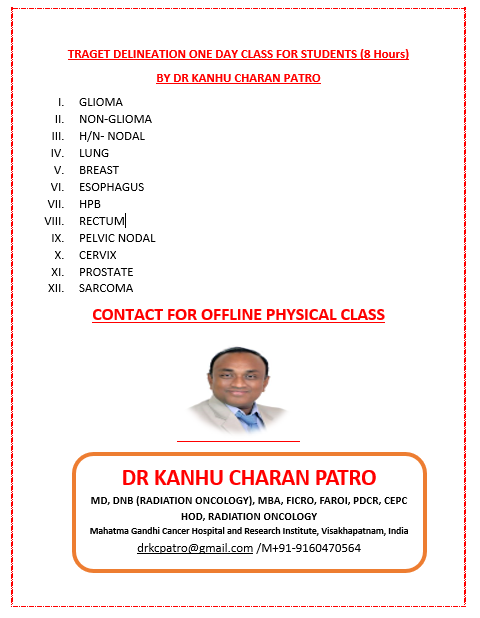 TRAGET DELINEATION ONE DAY CLASS FOR STUDENTS (8 Hours)
BY DR KANHU CHARAN PATRO
I. GLIOMA
II. NON-GLIOMA
III. H/N- NODAL
IV. LUNG
V. BREAST
VI. ESOPHAGUS
VII. HPB
VIII. RECTUM
IX. PELVIC NODAL
X. CERVIX
XI. PROSTATE
XII. SARCOMA
CONTACT FOR OFFLINE PHYSICAL CLASS
DR KANHU CHARAN PATRO
MD, DNB (RADIATION ONCOLOGY), MBA, FICRO, FAROI, PDCR, CEPC
HOD, RADIATION ONCOLOGY
Mahatma Gandhi Cancer Hospital and Research Institute, Visakhapatnam, India
drkcpatro@gmail.com /M+91-9160470564